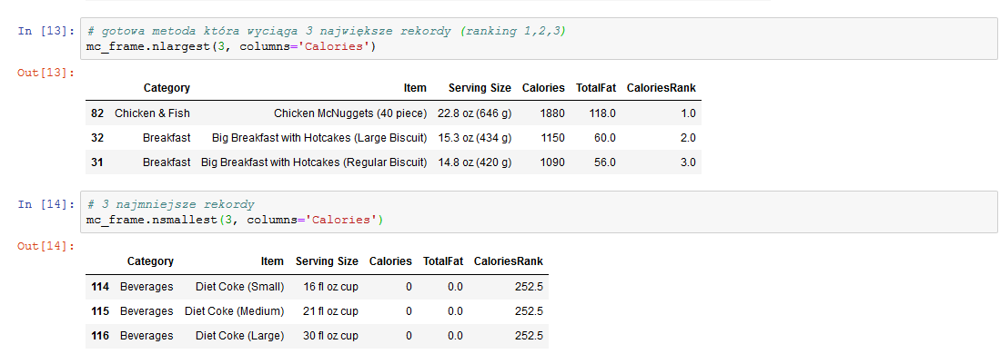 In [13]: # gotowa metoda która wyciąga 3 największe rekordy (ranking 1,2,3)
mc_frame.nlargest(3, columns='Calories')
Out[13]:
Category Item Serving Size Calories TotalFat CaloriesRank
82 Chicken & Fish Chicken McNuggets (40 piece) 22.8 oz (646 g) 1880 118.0 1.0
32 Breakfast Big Breakfast with Hotcakes (Large Biscuit) 15.3 oz (434 g) 1150 60.0 2.0
31 Breakfast Big Breakfast with Hotcakes (Regular Biscuit) 14.8 oz (420 g) 1090 56.0 3.0
In [14]: # 3 najmniejsze rekordy
mc_frame.nsmallest(3, columns='Calories')
Out[14]:
Category Item Serving Size Calories TotalFat CaloriesRank
114 Beverages Diet Coke (Small) 16 fl oz cup 0 0.0 252.5
115 Beverages Diet Coke (Medium) 21 fl oz cup 0 0.0 252.5
116 Beverages Diet Coke (Large) 30 fl oz cup 0 0.0 252.5